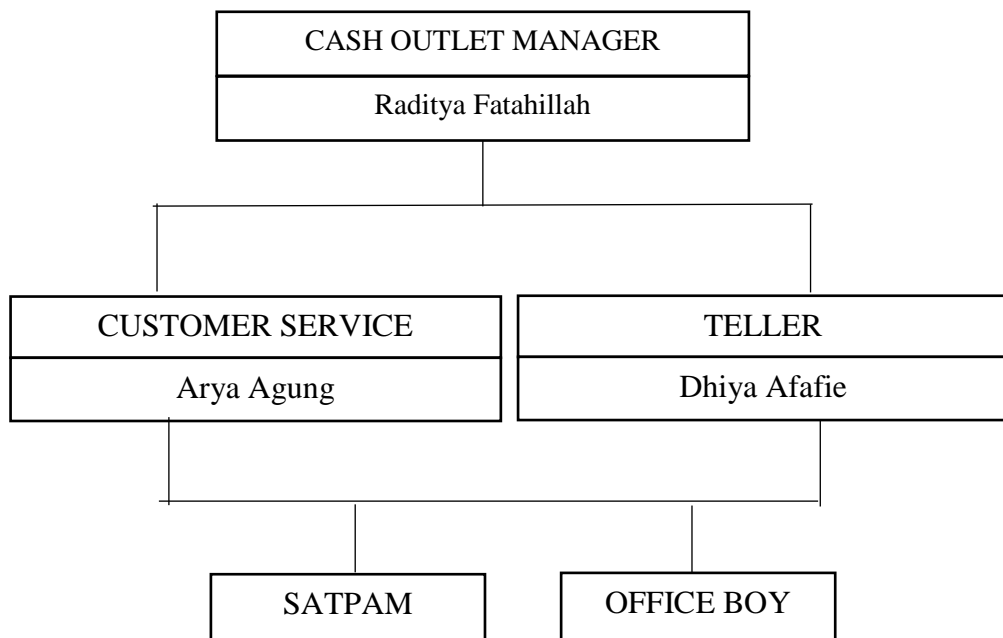 CASH OUTLET MANAGER
Raditya Fatahillah
CUSTOMER SERVICE
Arya Agung
TELLER
Dhiya Afafie
SATPAM
OFFICE BOY